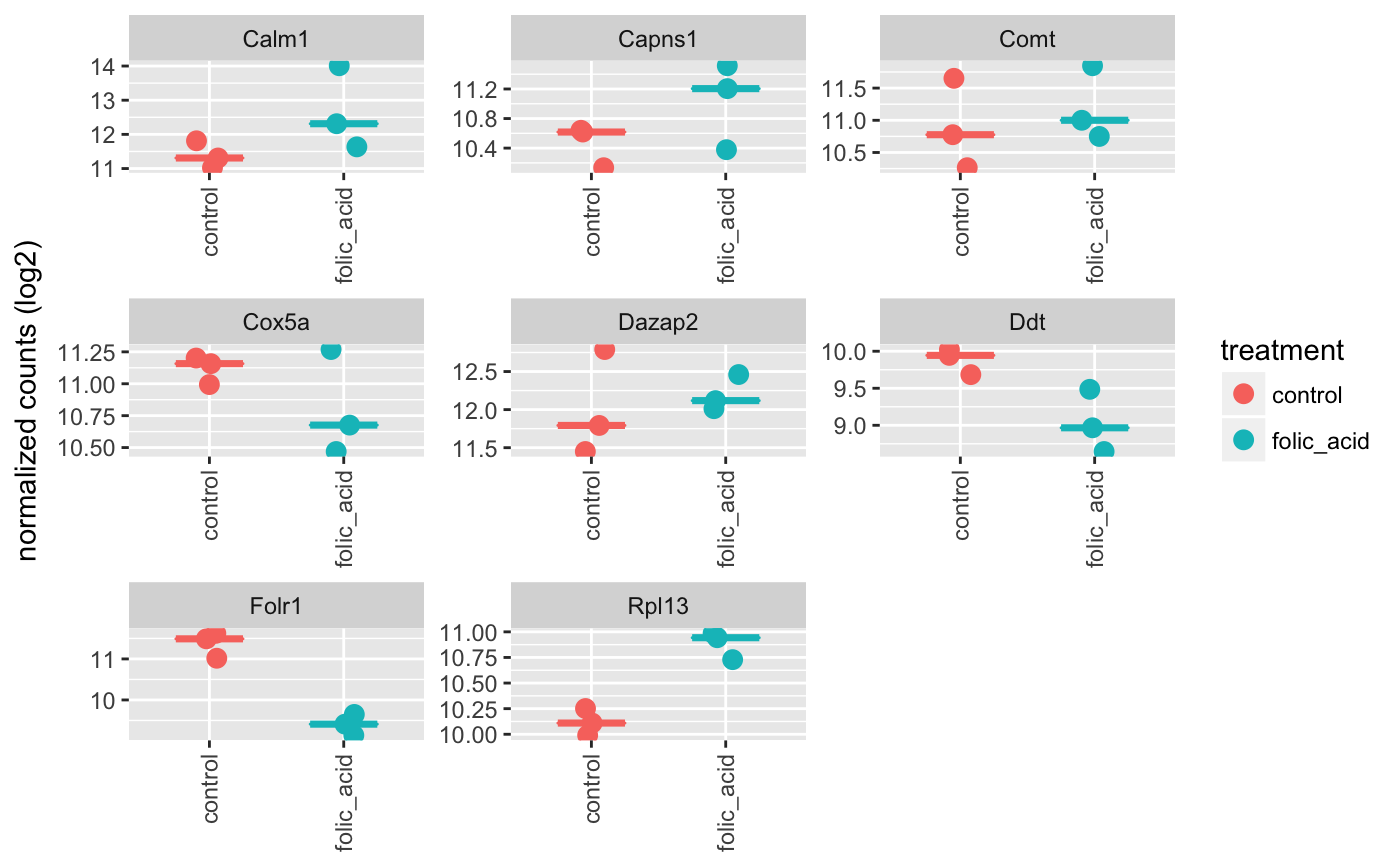 Calm1
Capns1
Comt
14
13
12
11
11.2
10.8
10.4
11.5
11.0
10.5
control
folic_acid
control
folic_acid
control
folic_acid
normalized counts (log2)
Cox5a
Dazap2
Ddt
11.25
11.00
10.75
10.50
12.5
12.0
11.5
10.0
9.5
9.0
control
folic_acid
control
folic_acid
control
folic_acid
treatment
control
folic_acid
Folr1
Rpl13
11
10
11.00
10.75
10.50
10.25
10.00
control
folic_acid
control
folic_acid